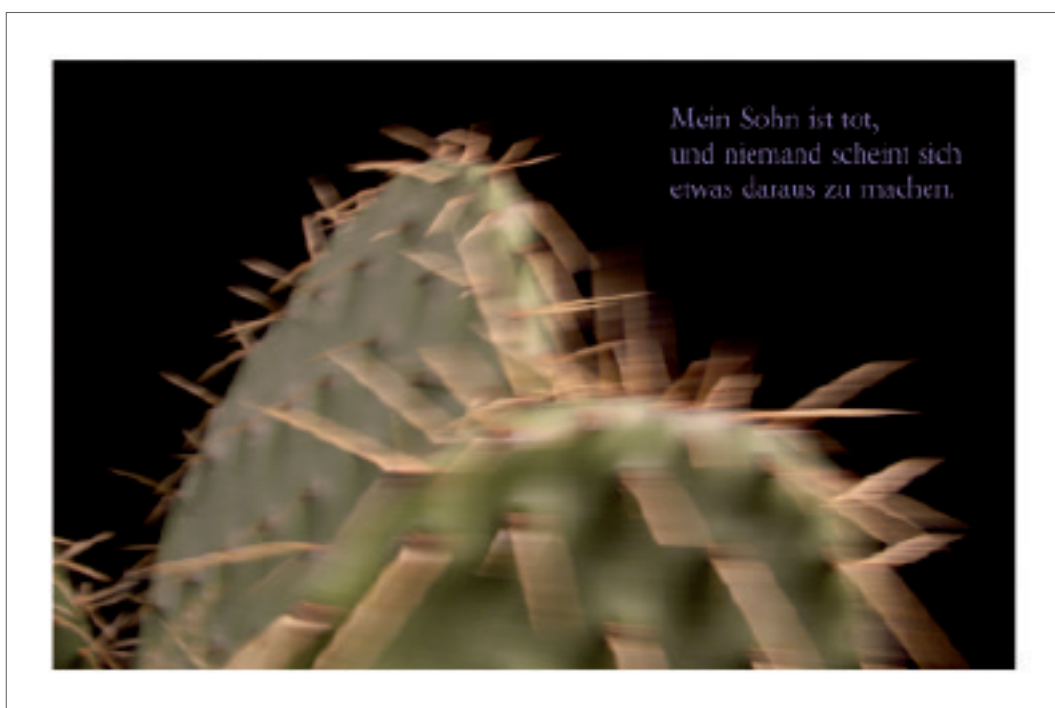 Mein Sohn ist tot,
und niemand scheint sich
etwas daraus zu machen.